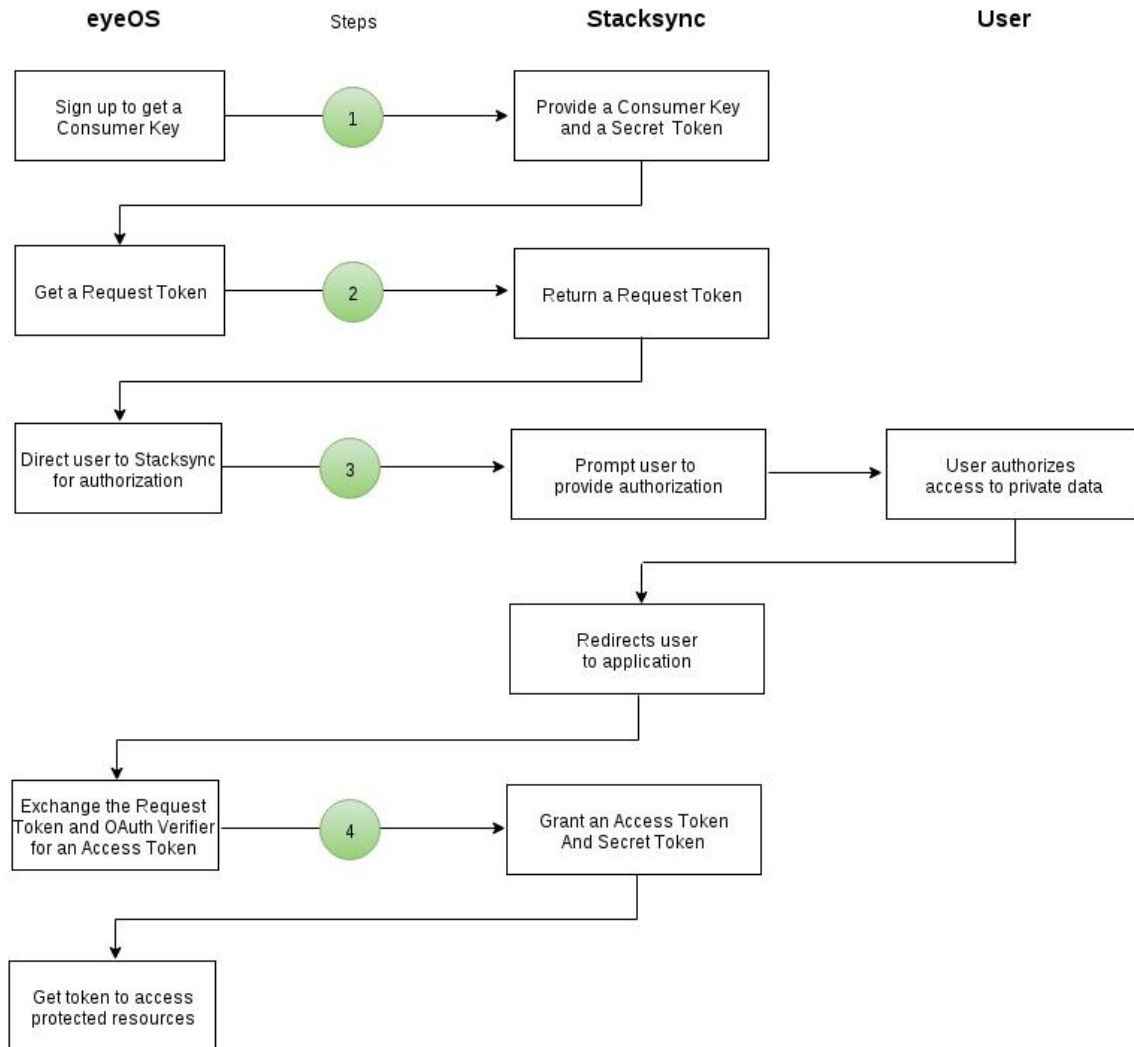 eyeOS
Steps
Stacksync
User
Sign up to get a
Consumer Key
1
Provide a Consumer Key
and a Secret Token
Get a Request Token
2
Return a Request Token
Direct user to Stacksync
for authorization
3
Prompt user to
provide authorization
User authorizes
access to private data
Redirects user
to application
Exchange the Request
Token and OAuth Verifier
for an Access Token
4
Grant an Access Token
And Secret Token
Get token to access
protected resources